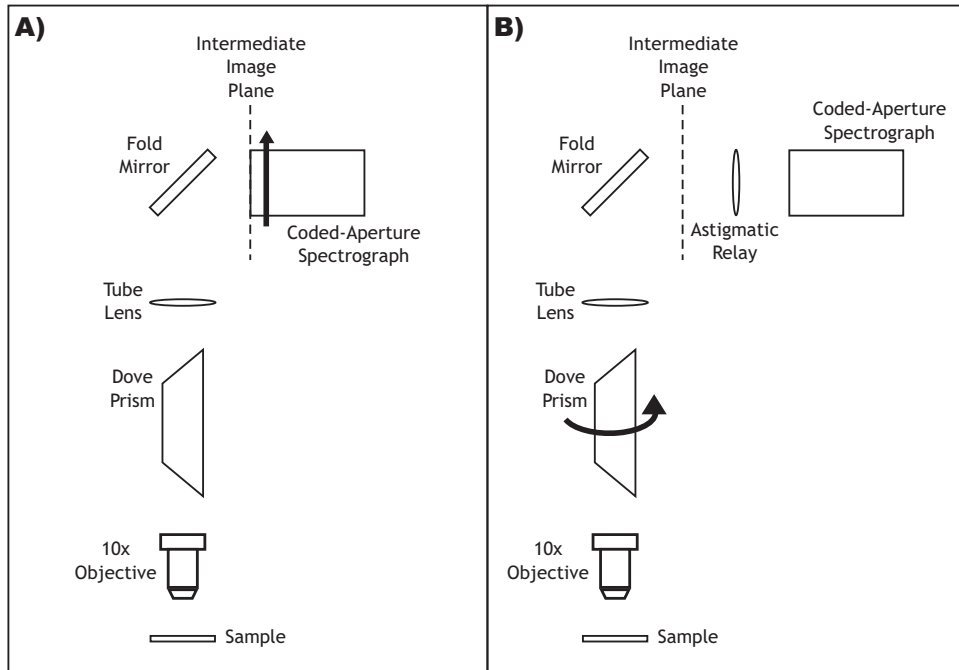 A)
Intermediate
Image
Plane
Fold
Mirror
Coded-Aperture
Spectrograph
Tube
Lens
Dove
Prism
10x
Objective
Sample
B)
Intermediate
Image
Plane
Coded-Aperture
Spectrograph
Fold
Mirror
Astigmatic
Relay
Tube
Lens
Dove
Prism
10x
Objective
Sample